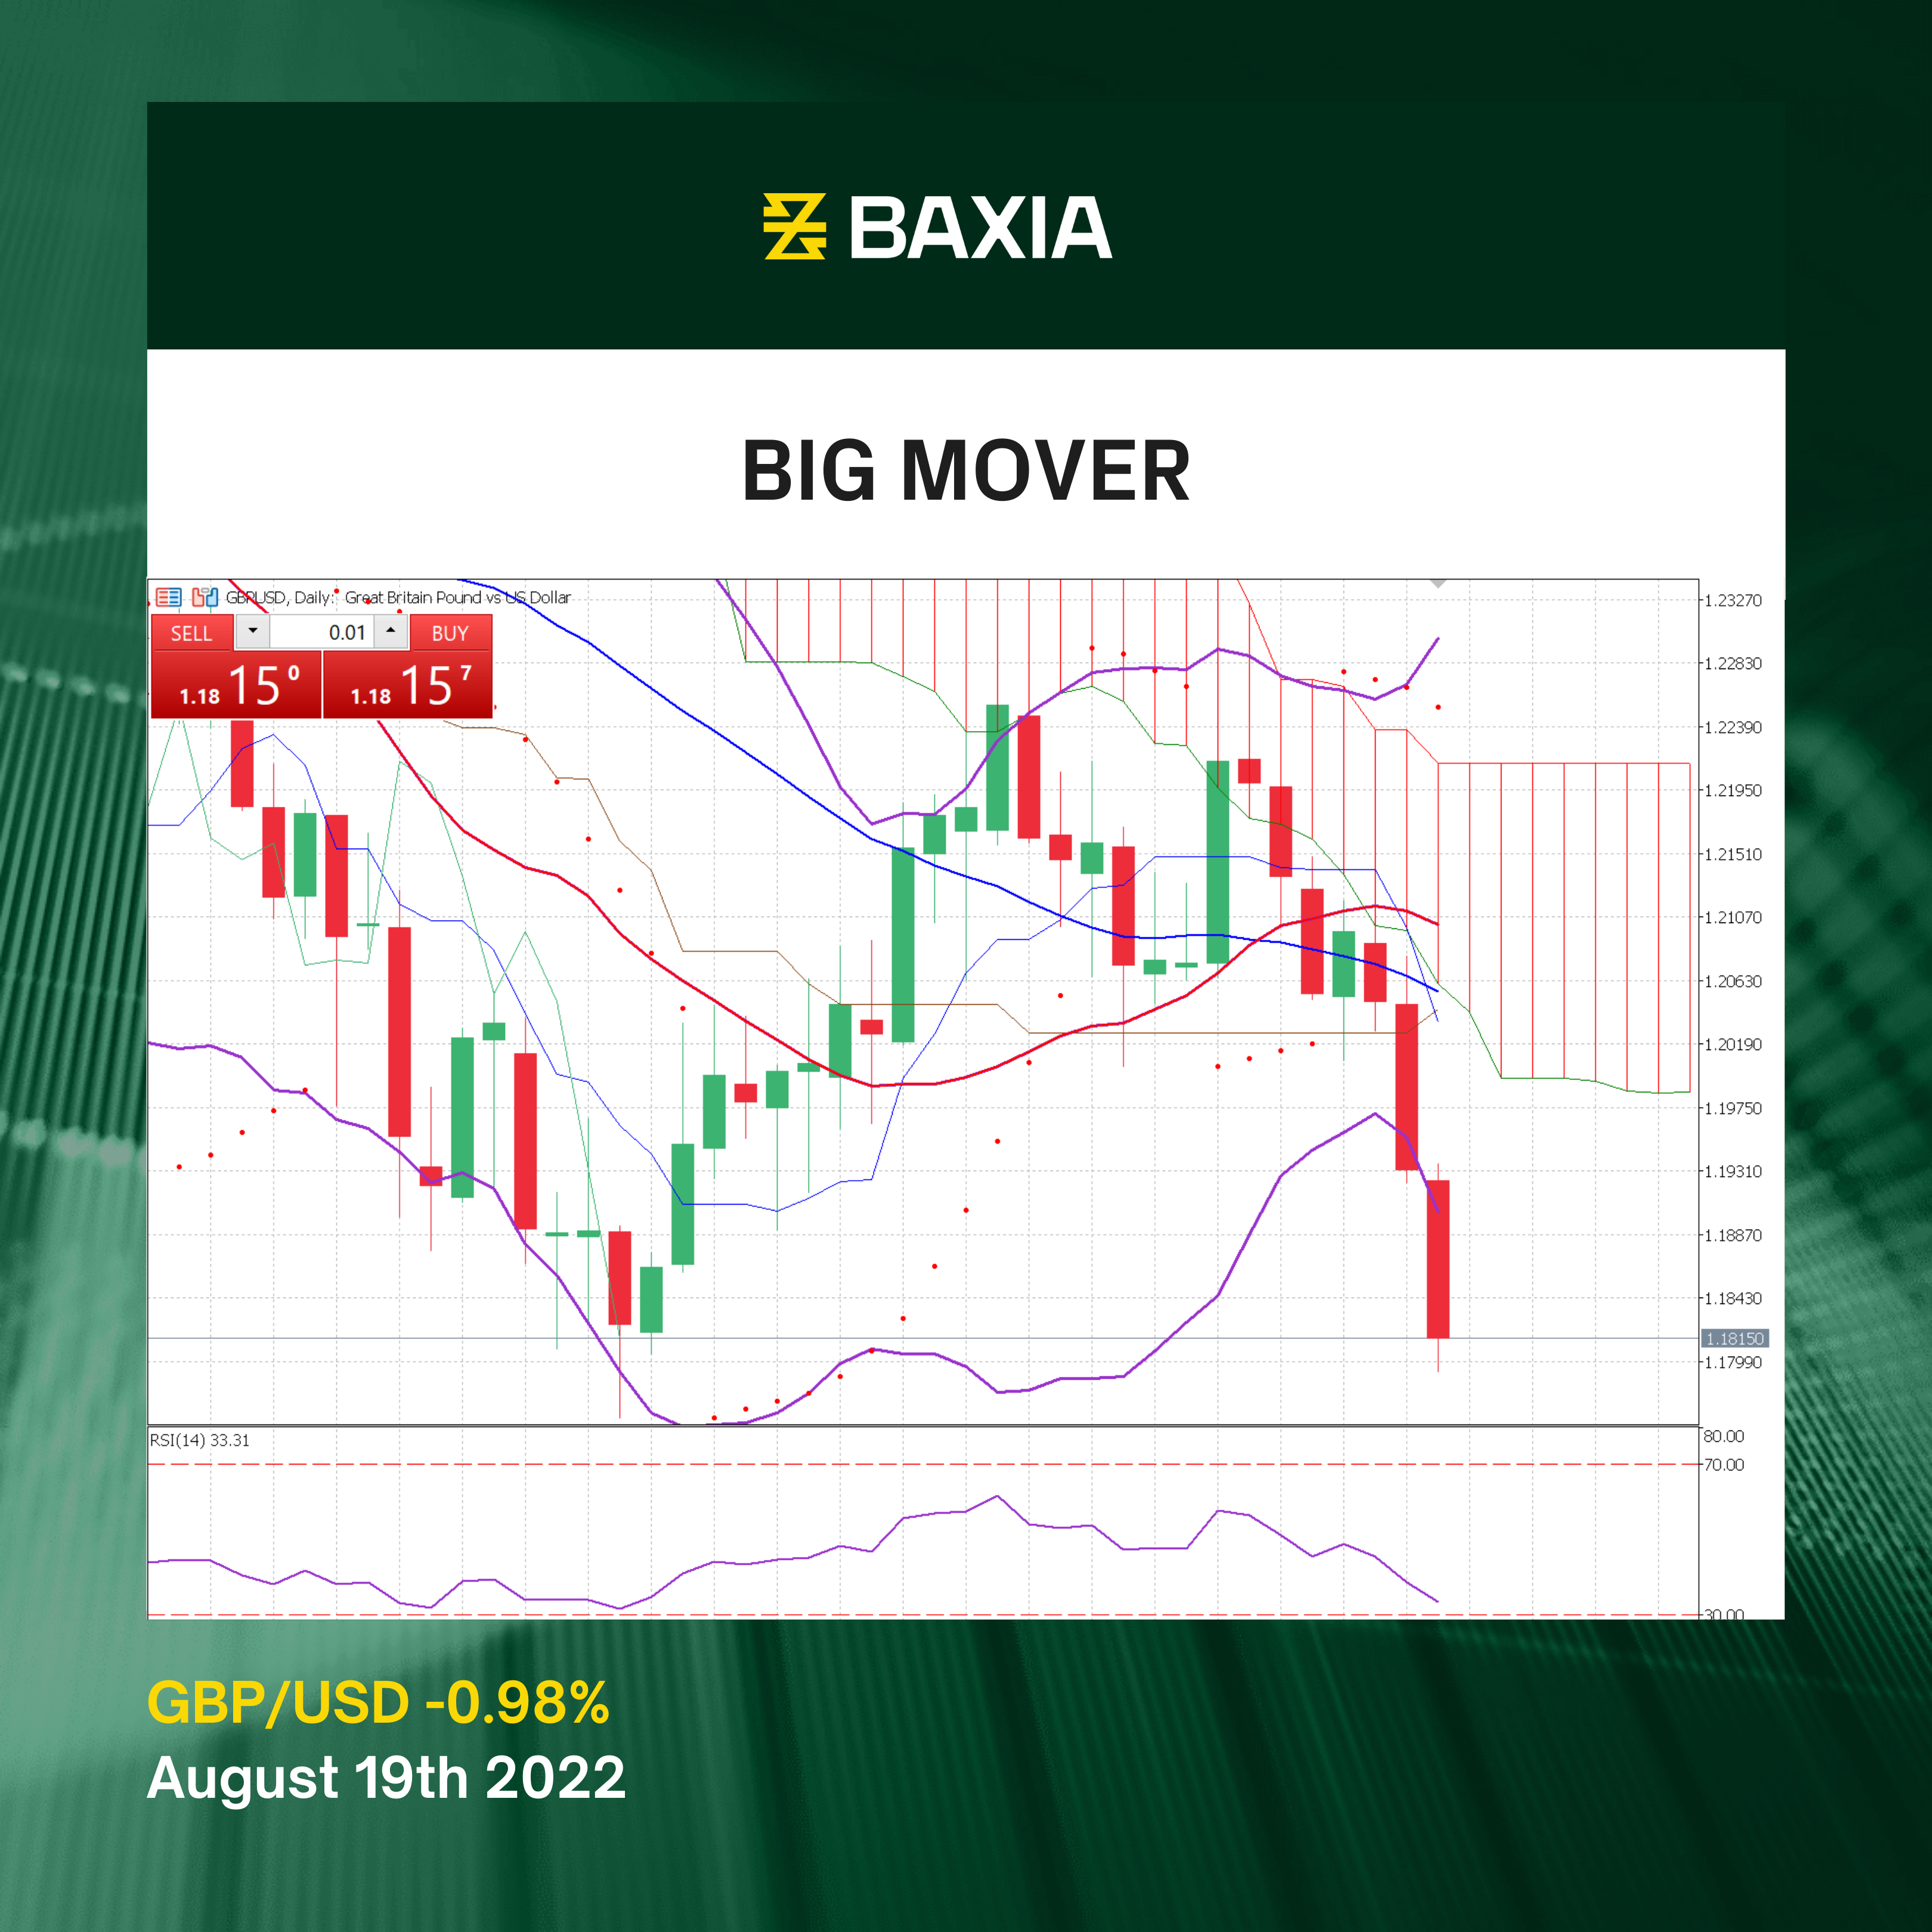 BAXIA
BIG MOVER
GBPUSD, Daily: Great Britain Pound vs US Dollar
SELL 0.01 BUY
1.18 15 0 1.18 15 7
1.23270
1.22830
1.22390
1.21950
1.21510
1.21070
1.20630
1.20190
1.19750
1.19310
1.18870
1.18430
1.18150
1.17990
RSI(14) 33.31
80.00
70.00
30.00
GBP/USD -0.98%
August 19th 2022